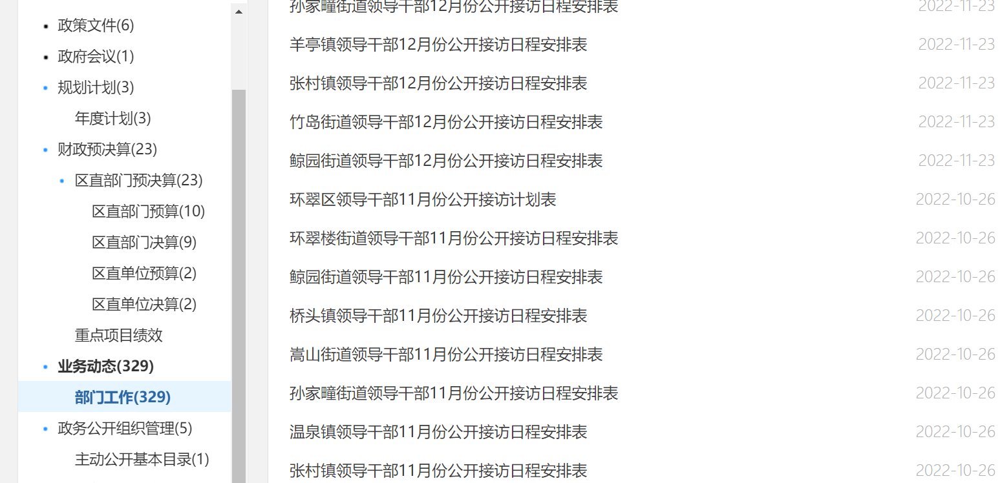 政策文件(6)
政府会议(1)
规划计划(3)
年度计划(3)
财政预决算(23)
区直部门预决算(23)
区直部门预算(10)
区直部门决算(9)
区直单位预算(2)
区直单位决算(2)
重点项目绩效
业务动态(329)
部门工作(329)
政务公开组织管理(5)
主动公开基本目录(1)
孙家疃街道领导干部12月份公开接访日程安排表 2022-11-23
羊亭镇领导干部12月份公开接访日程安排表 2022-11-23
张村镇领导干部12月份公开接访日程安排表 2022-11-23
竹岛街道领导干部12月份公开接访日程安排表 2022-11-23
鲸园街道领导干部12月份公开接访日程安排表 2022-11-23
环翠区领导干部11月份公开接访计划表 2022-10-26
环翠楼街道领导干部11月份公开接访日程安排表 2022-10-26
鲸园街道领导干部11月份公开接访日程安排表 2022-10-26
桥头镇领导干部11月份公开接访日程安排表 2022-10-26
嵩山街道领导干部11月份公开接访日程安排表 2022-10-26
孙家疃街道领导干部11月份公开接访日程安排表 2022-10-26
温泉镇领导干部11月份公开接访日程安排表 2022-10-26
张村镇领导干部11月份公开接访日程安排表 2022-10-26